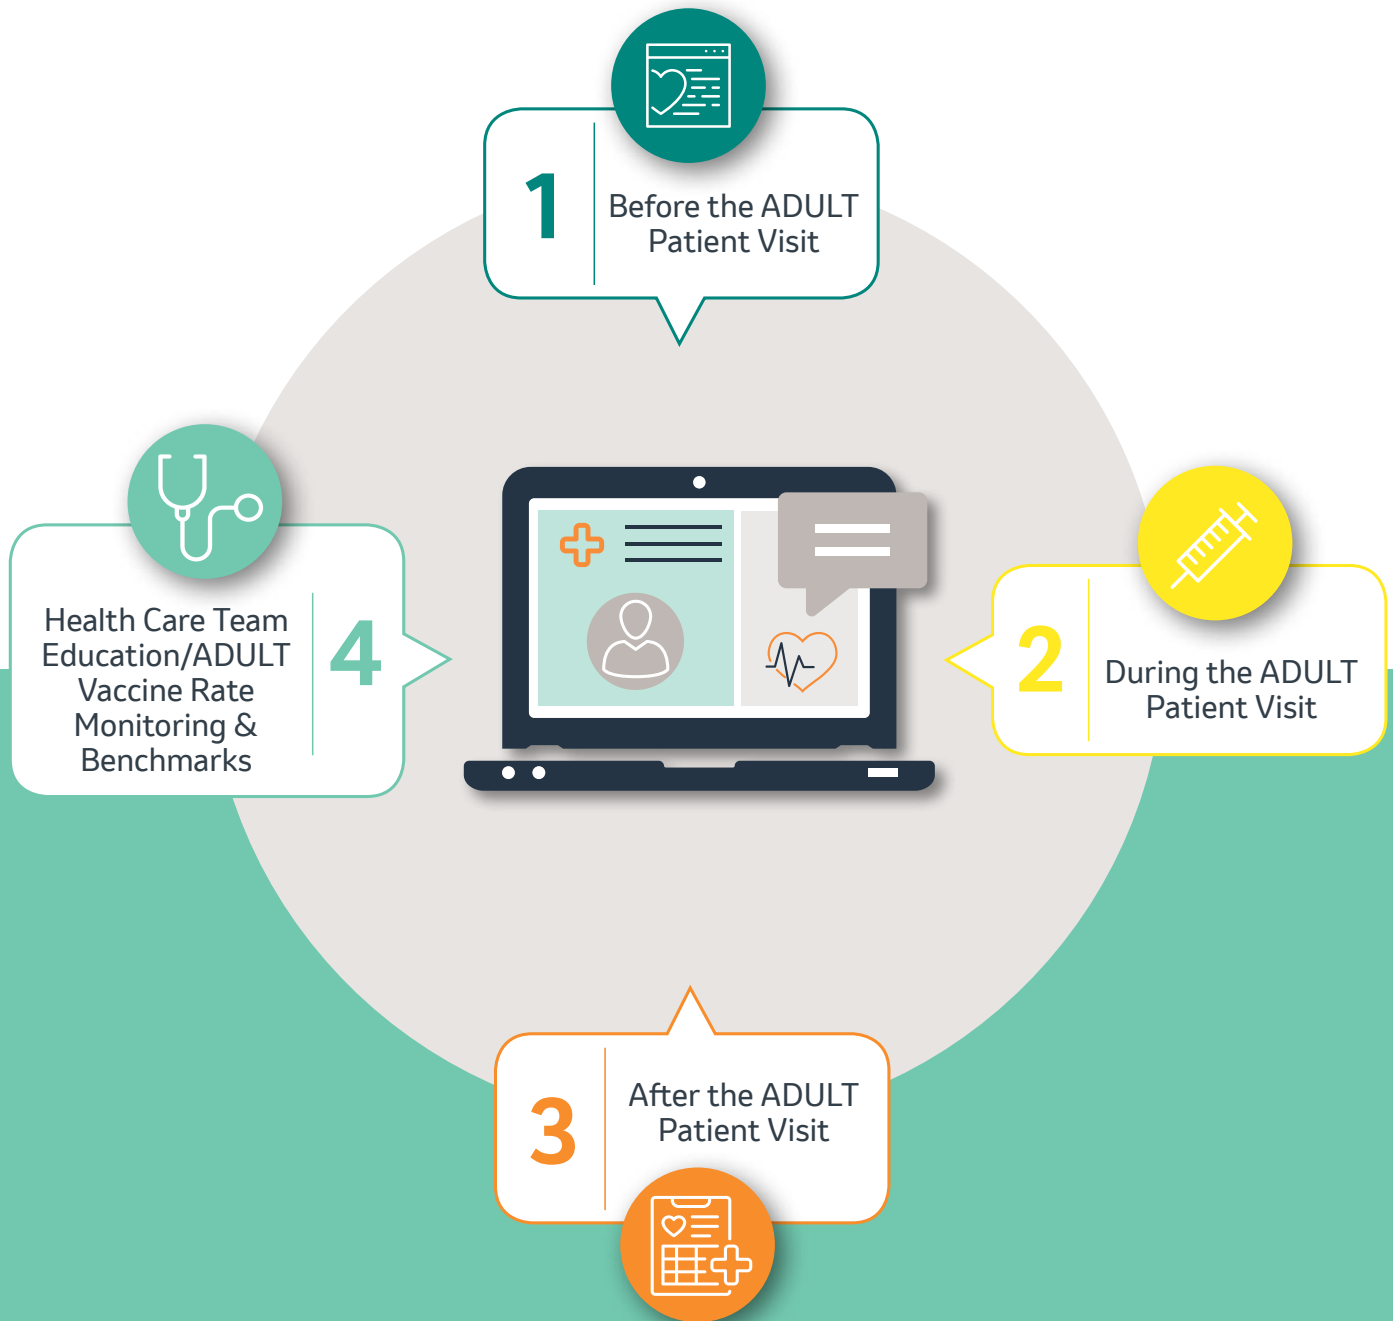 1
Before the ADULT
Patient Visit
2
During the ADULT
Patient Visit
3
After the ADULT
Patient Visit
4
Health Care Team
Education/ADULT
Vaccine Rate
Monitoring &
Benchmarks